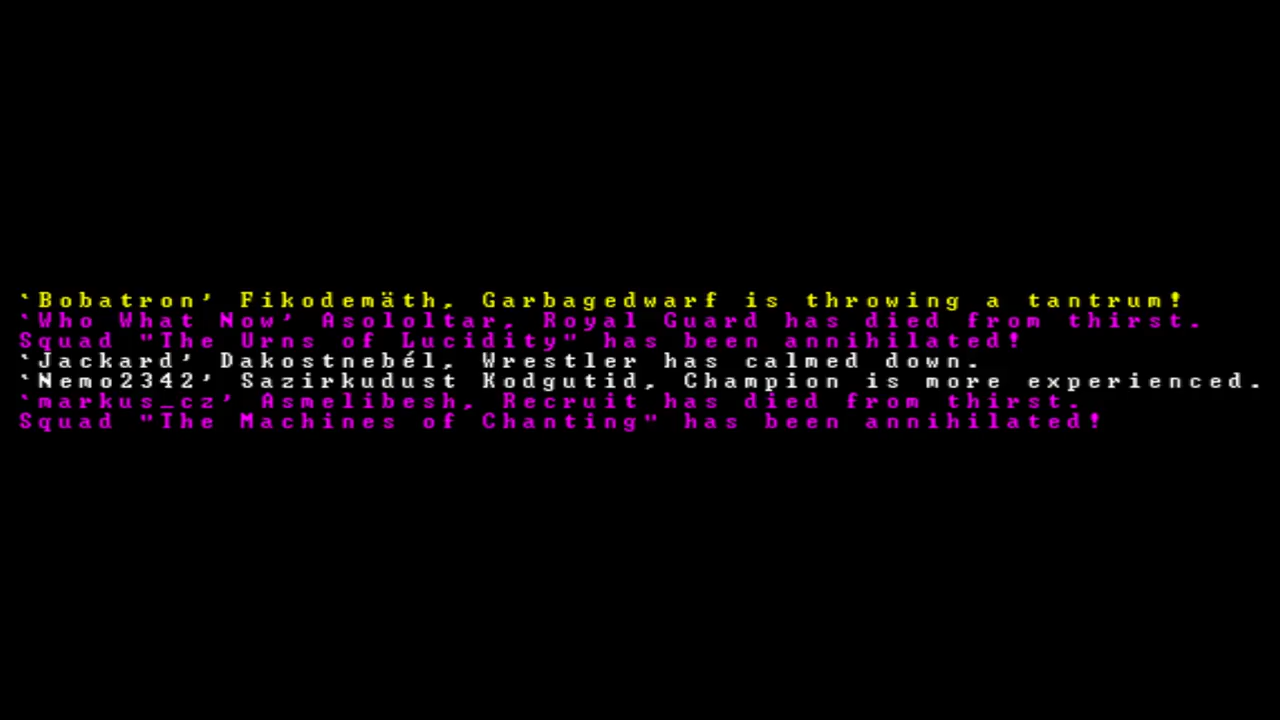 `Bobatron' Fikodemäth, Garbagedwarf is throwing a tantrum!
`Who What Now' Asololtar, Royal Guard has died from thirst.
Squad "The Urns of Lucidity" has been annihilated!
`Jackard' Dakostnebél, Wrestler has calmed down.
`Nemo2342' Sazirkudust Kodgutid, Champion is more experienced.
`markus_cz' Asmelibesh, Recruit has died from thirst.
Squad "The Machines of Chanting" has been annihilated!